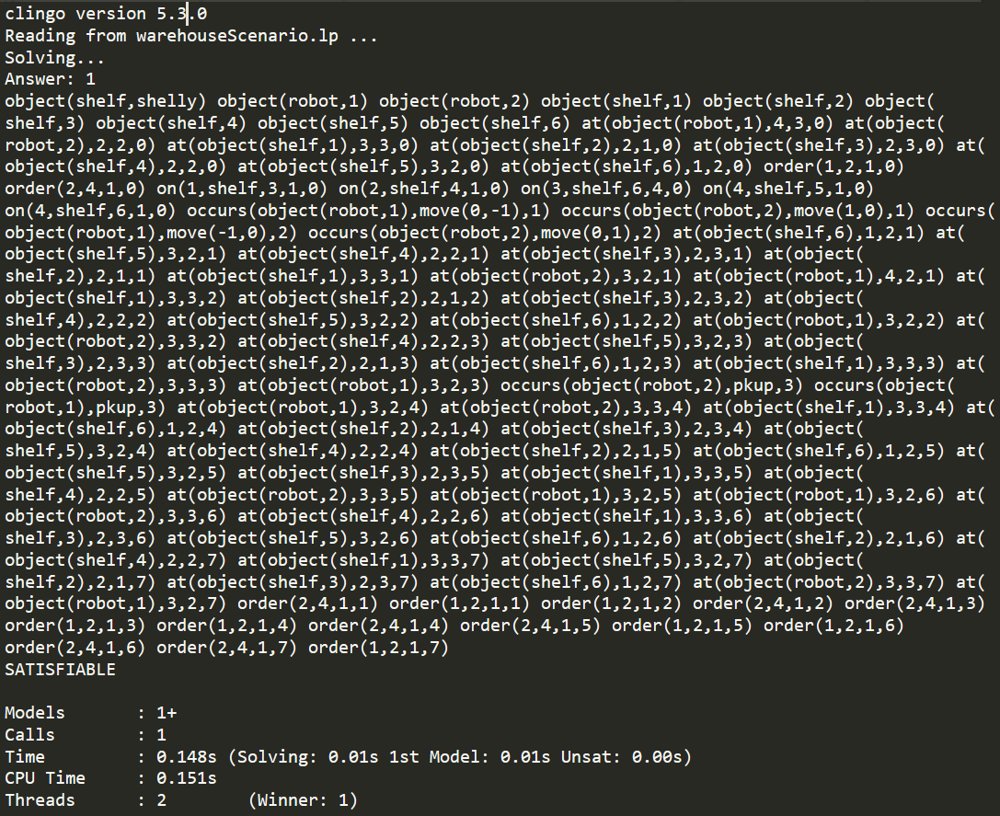 clingo version 5.3.0
Reading from warehouseScenario.lp ...
Solving...
Answer: 1
object(shelf,shelly) object(robot,1) object(robot,2) object(shelf,1) object(shelf,2) object(
shelf,3) object(shelf,4) object(shelf,5) object(shelf,6) at(object(robot,1),4,3,0) at(object(
robot,2),2,2,0) at(object(shelf,1),3,3,0) at(object(shelf,2),2,1,0) at(object(shelf,3),2,3,0) at(
object(shelf,4),2,2,0) at(object(shelf,5),3,2,0) at(object(shelf,6),1,2,0) order(1,2,1,0)
order(2,4,1,0) on(1,shelf,3,1,0) on(2,shelf,4,1,0) on(3,shelf,6,4,0) on(4,shelf,5,1,0)
on(4,shelf,6,1,0) occurs(object(robot,1),move(0,-1),1) occurs(object(robot,2),move(1,0),1) occurs(
object(robot,1),move(-1,0),2) occurs(object(robot,2),move(0,1),2) at(object(shelf,6),1,2,1) at(
object(shelf,5),3,2,1) at(object(shelf,4),2,2,1) at(object(shelf,3),2,3,1) at(object(
shelf,2),2,1,1) at(object(shelf,1),3,3,1) at(object(robot,2),3,2,1) at(object(robot,1),4,2,1) at(
object(shelf,1),3,3,2) at(object(shelf,2),2,1,2) at(object(shelf,3),2,3,2) at(object(
shelf,4),2,2,2) at(object(shelf,5),3,2,2) at(object(shelf,6),1,2,2) at(object(robot,1),3,2,2) at(
object(robot,2),3,3,2) at(object(shelf,4),2,2,3) at(object(shelf,5),3,2,3) at(object(
shelf,3),2,3,3) at(object(shelf,2),2,1,3) at(object(shelf,6),1,2,3) at(object(shelf,1),3,3,3) at(
object(robot,2),3,3,3) at(object(robot,1),3,2,3) occurs(object(robot,2),pkup,3) occurs(object(
robot,1),pkup,3) at(object(robot,1),3,2,4) at(object(robot,2),3,3,4) at(object(shelf,1),3,3,4) at(
object(shelf,6),1,2,4) at(object(shelf,2),2,1,4) at(object(shelf,3),2,3,4) at(object(
shelf,5),3,2,4) at(object(shelf,4),2,2,4) at(object(shelf,2),2,1,5) at(object(shelf,6),1,2,5) at(
object(shelf,5),3,2,5) at(object(shelf,3),2,3,5) at(object(shelf,1),3,3,5) at(object(
shelf,4),2,2,5) at(object(robot,2),3,3,5) at(object(robot,1),3,2,5) at(object(robot,1),3,2,6) at(
object(robot,2),3,3,6) at(object(shelf,4),2,2,6) at(object(shelf,1),3,3,6) at(object(
shelf,3),2,3,6) at(object(shelf,5),3,2,6) at(object(shelf,6),1,2,6) at(object(shelf,2),2,1,6) at(
object(shelf,4),2,2,7) at(object(shelf,1),3,3,7) at(object(shelf,5),3,2,7) at(object(
shelf,2),2,1,7) at(object(shelf,3),2,3,7) at(object(shelf,6),1,2,7) at(object(robot,2),3,3,7) at(
object(robot,1),3,2,7) order(2,4,1,1) order(1,2,1,1) order(1,2,1,2) order(2,4,1,2) order(2,4,1,3)
order(1,2,1,3) order(1,2,1,4) order(2,4,1,4) order(2,4,1,5) order(1,2,1,5) order(1,2,1,6)
order(2,4,1,6) order(2,4,1,7) order(1,2,1,7)
SATISFIABLE
Models : 1+
Calls : 1
Time : 0.148s (Solving: 0.01s 1st Model: 0.01s Unsat: 0.00s)
CPU Time : 0.151s
Threads : 2 (Winner: 1)